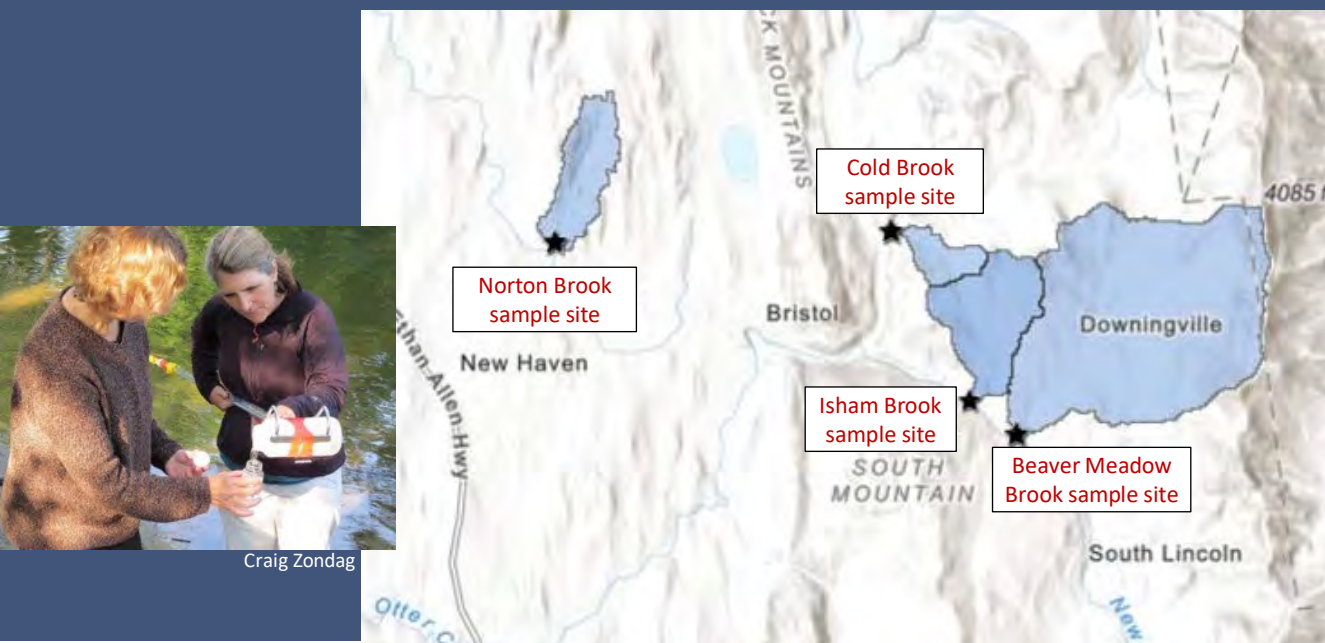 CK MOUNTAINS
Cold Brook
sample site
4085 f
Norton Brook
sample site
Bristol
Downingville
Ethan Allen Hwy
New Haven
Isham Brook
sample site
SOUTH
MOUNTAIN
Beaver Meadow
Brook sample site
South Lincoln
Craig Zondag
Otter C
New